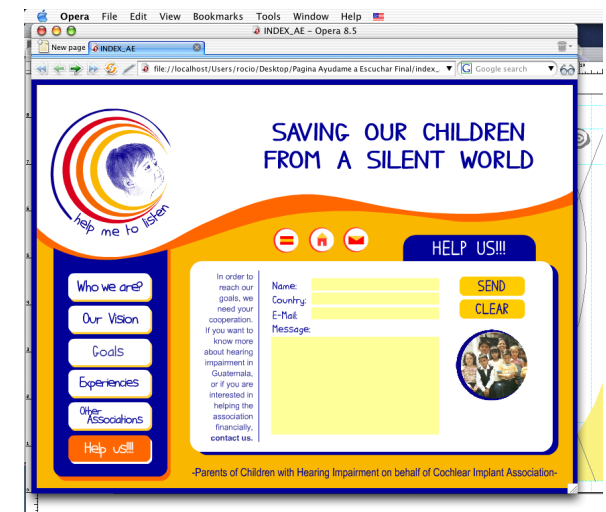 Opera File Edit View Bookmarks Tools Window Help
INDEX_AE - Opera 8.5
New page INDEX_AE
file://localhost/Users/rocio/Desktop/Pagina Ayudame a Escuchar Final/index_ Google search
SAVING OUR CHILDREN
FROM A SILENT WORLD
help me to listen
HELP US!!!
Who we are?
Our Vision
Goals
Experiencies
Other
Associations
Help us!!!
In order to
reach our
goals, we
need your
cooperation.
If you want to
know more
about hearing
impairment in
Guatemala,
or if you are
interested in
helping the
association
financially,
contact us.
Name:
Country:
E-Mail:
Message:
SEND
CLEAR
-Parents of Children with Hearing Impairment on behalf of Cochlear Implant Association-